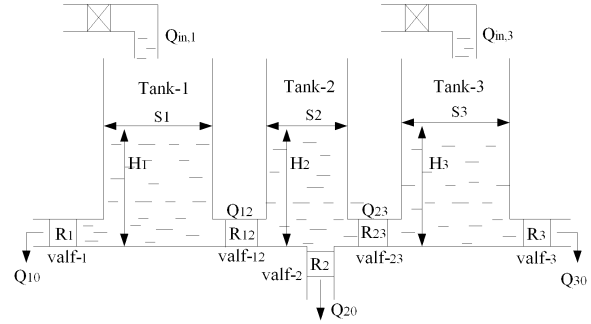 Qin,1
Qin,3
Tank-1
Tank-2
Tank-3
S1
S2
S3
H1
H2
H3
Q12
Q23
R1
R12
R23
R3
valf-1
valf-12
valf-2
R2
valf-23
valf-3
Q10
Q20
Q30